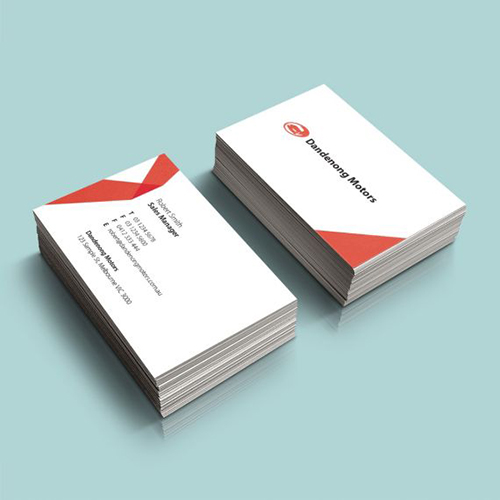 Robert Smith
Sales Manager
T 03 1234 5678
F 03 1234 5600
F 0412 333 444
E robert@dandenongmotors.com.au
Dandenong Motors
123 Sample St, Melbourne VIC 3000
Dandenong Motors